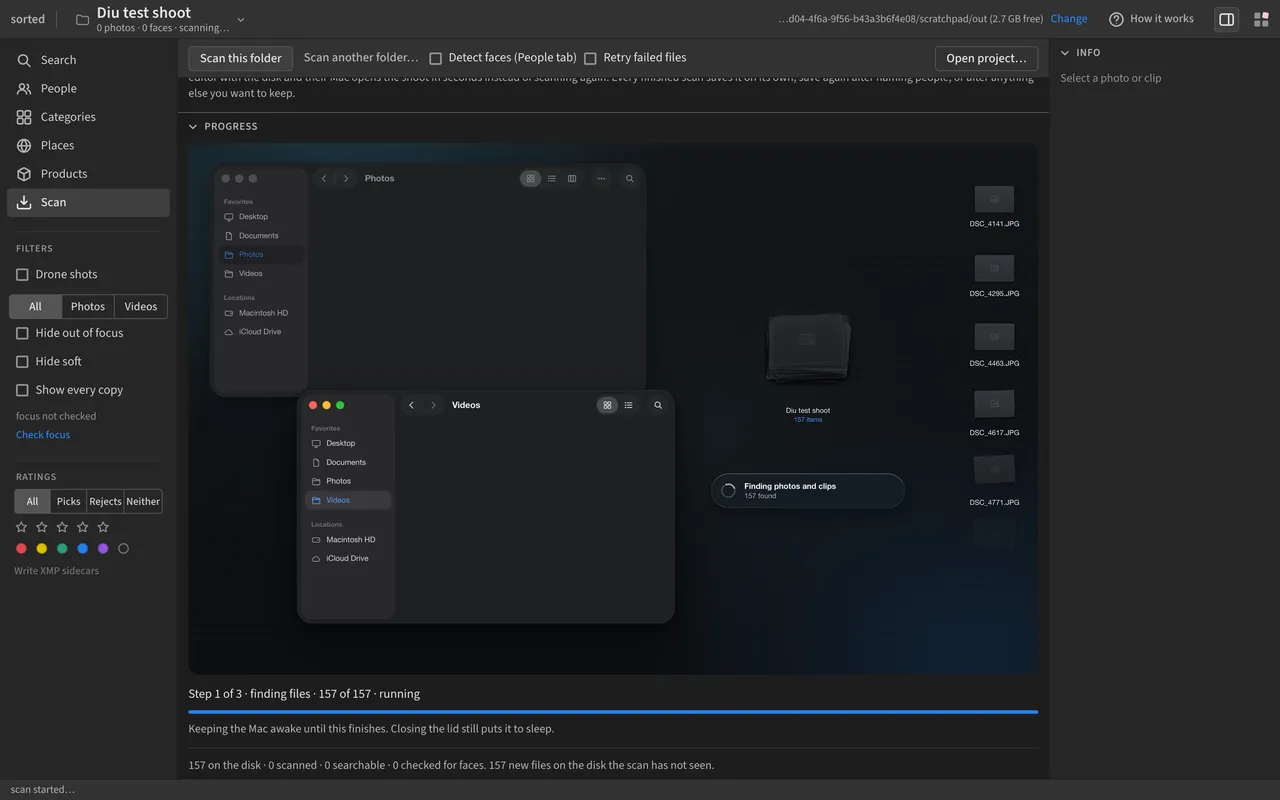 sorted
Diu test shoot
0 photos · 0 faces · scanning…
…d04-4f6a-9f56-b43a3b6f4e08/scratchpad/out (2.7 GB free) Change
How it works
Search
People
Categories
Places
Products
Scan
FILTERS
Drone shots
All Photos Videos
Hide out of focus
Hide soft
Show every copy
focus not checked
Check focus
RATINGS
All Picks Rejects Neither
Write XMP sidecars
Scan this folder Scan another folder… Detect faces (People tab) Retry failed files Open project…
editor with the disk and their Mac opens the shoot in seconds instead of scanning again. Every finished scan saves it on its own; save again after naming people, or after anything
else you want to keep.
PROGRESS
Photos
Favorites
Desktop
Documents
Photos
Videos
Locations
Macintosh HD
iCloud Drive
Videos
Favorites
Desktop
Documents
Photos
Videos
Locations
Macintosh HD
iCloud Drive
Diu test shoot
157 items
Finding photos and clips
157 found
DSC_4141.JPG
DSC_4295.JPG
DSC_4463.JPG
DSC_4617.JPG
DSC_4771.JPG
Step 1 of 3 · finding files · 157 of 157 · running
Keeping the Mac awake until this finishes. Closing the lid still puts it to sleep.
157 on the disk · 0 scanned · 0 searchable · 0 checked for faces. 157 new files on the disk the scan has not seen.
INFO
Select a photo or clip
scan started…